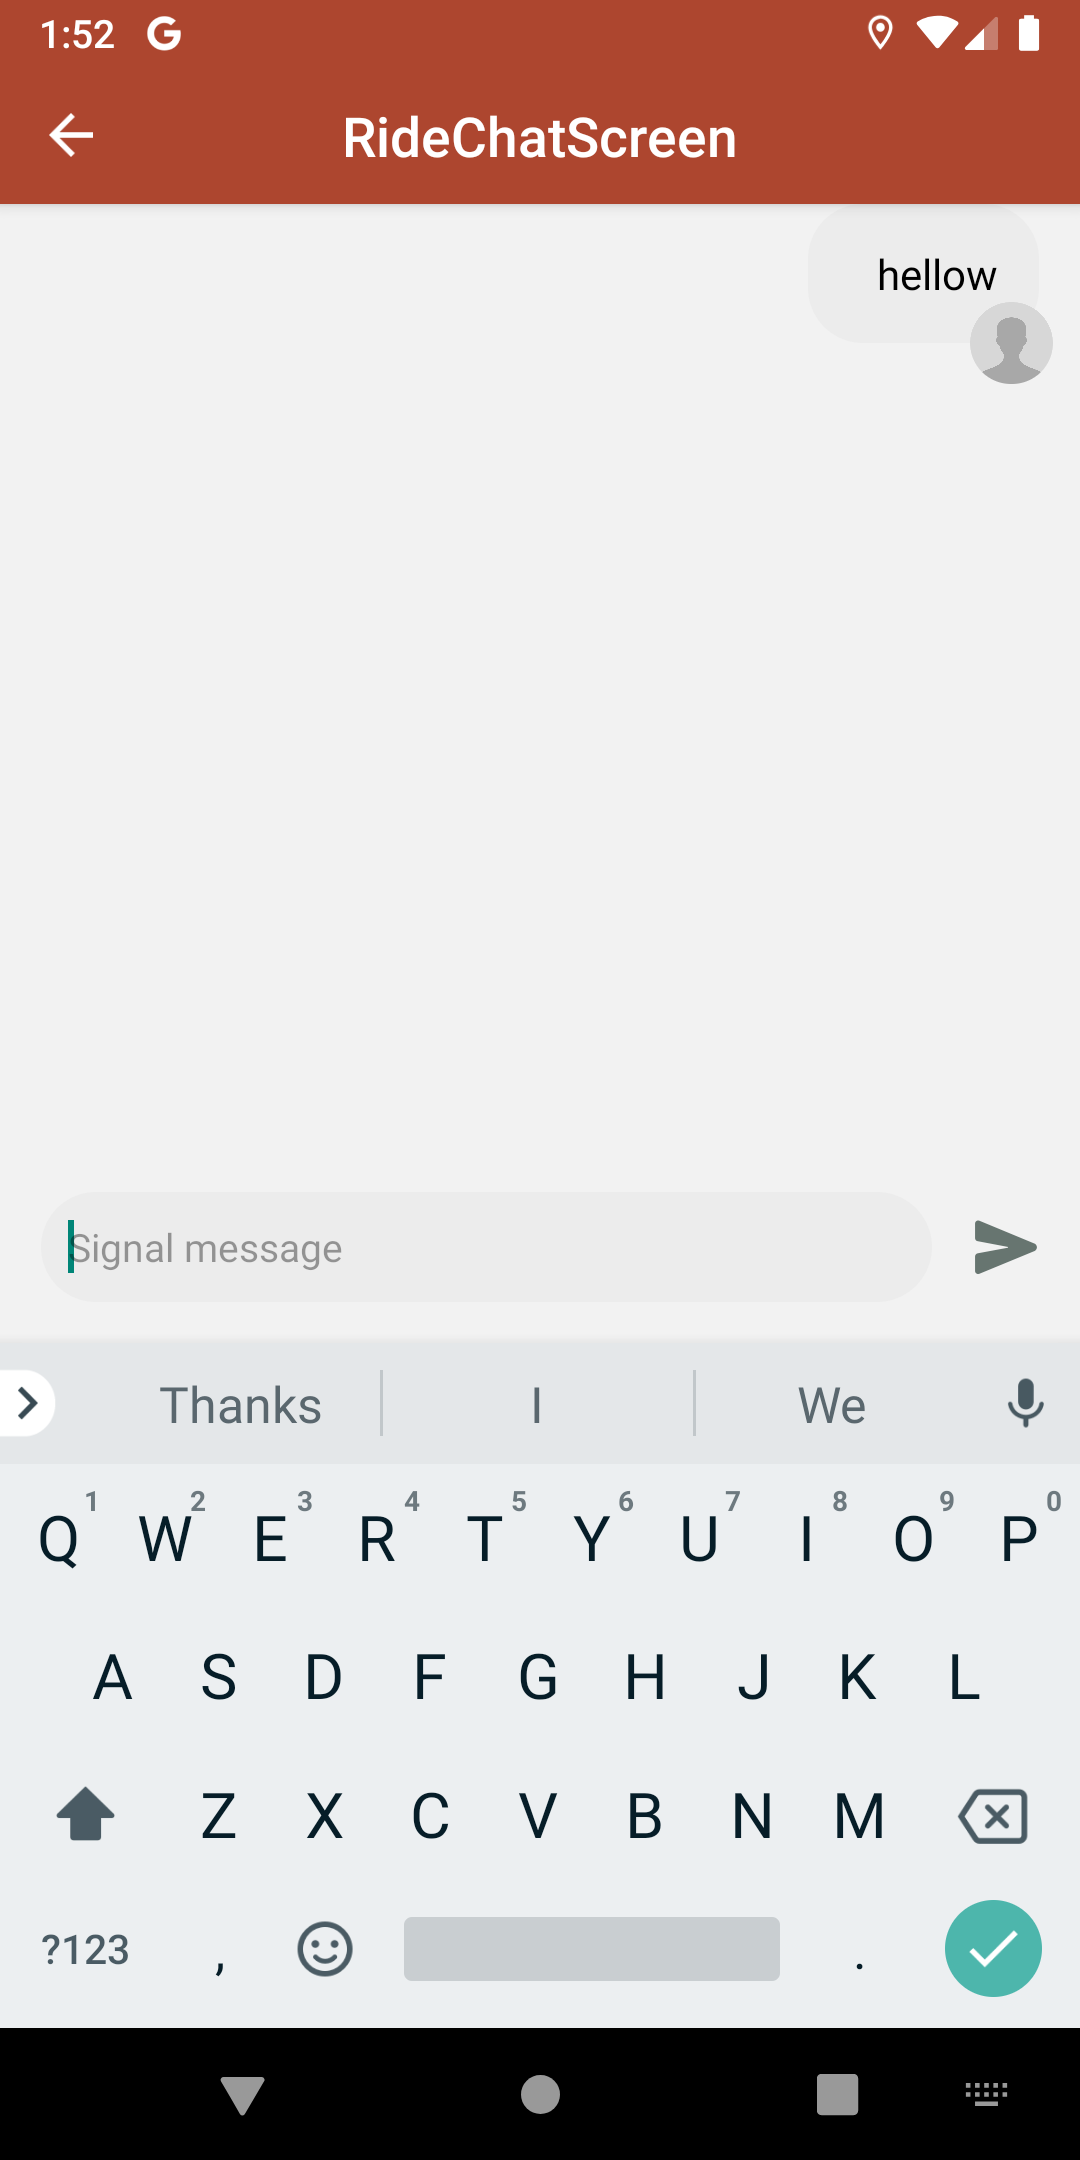 1:52 G
RideChatScreen
hellow
Signal message
Thanks I We
1 2 3 4 5 6 7 8 9 0
Q W E R T Y U I O P
A S D F G H J K L
Z X C V B N M
?123 , .